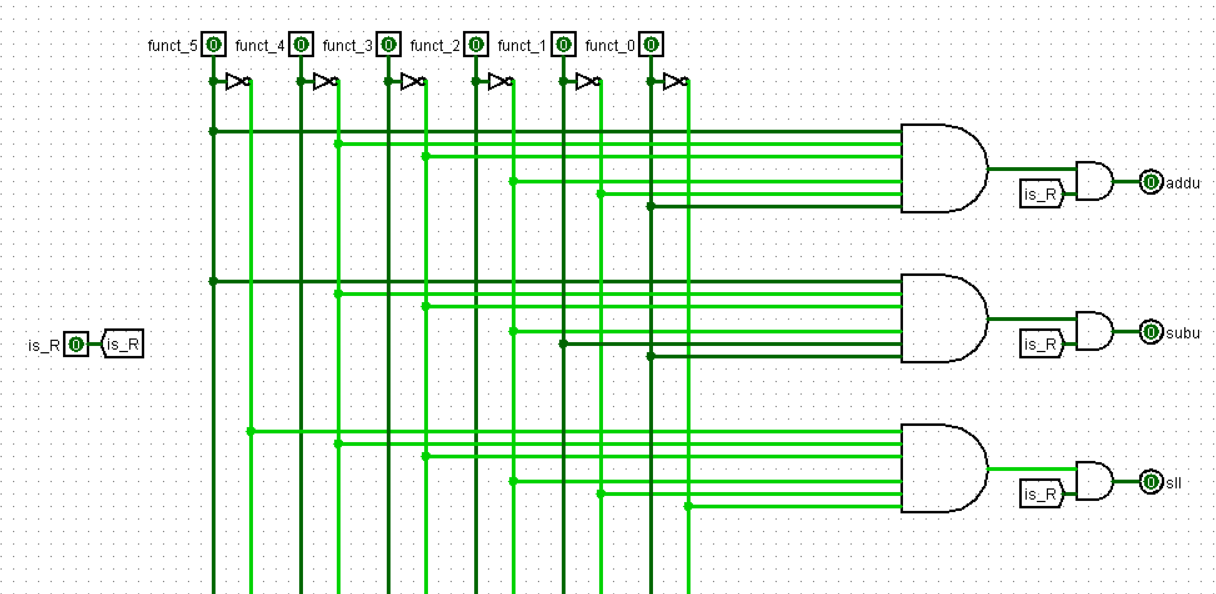 funct_5 0 funct_4 0 funct_3 0 funct_2 0 funct_1 0 funct_0 0
is_R 0 addu
is_R 0 is_R
is_R 0 subu
is_R 0 sll